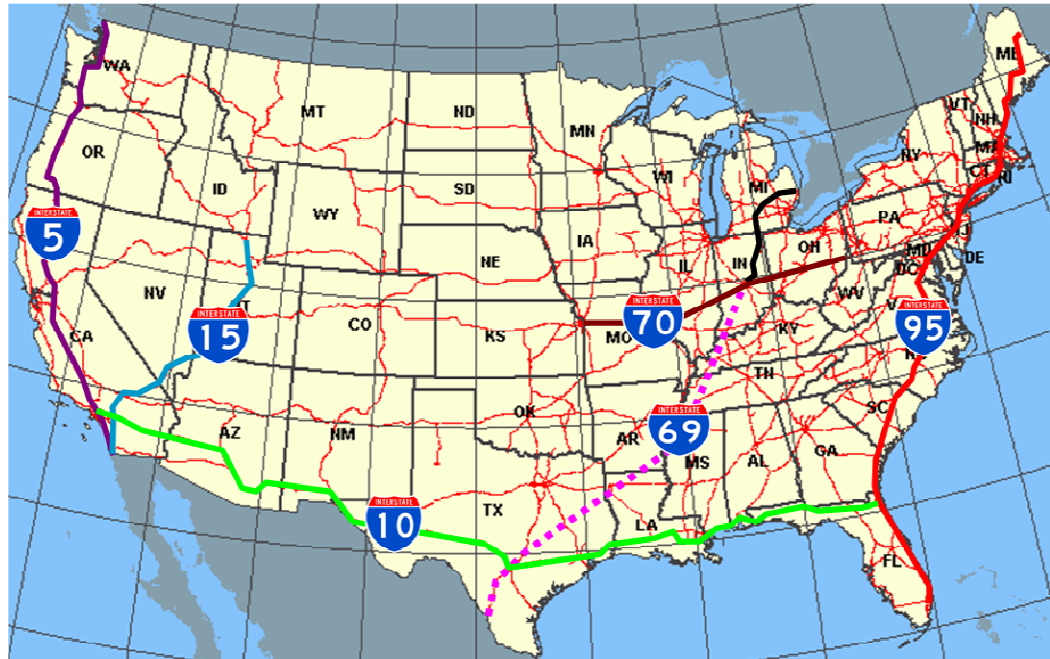 WA
MT
ND
MN
ME
VT
NH
MA
CT
RI
NY
OR
ID
SD
WI
MI
WY
IA
NE
PA
NJ
OH
IN
IL
MD
DE
DC
INTERSTATE
5
NV
UT
INTERSTATE
15
CO
KS
MO
INTERSTATE
70
WV
KY
INTERSTATE
95
CA
TN
SC
AZ
NM
OK
AR
INTERSTATE
69
MS
AL
GA
TX
INTERSTATE
10
LA
FL